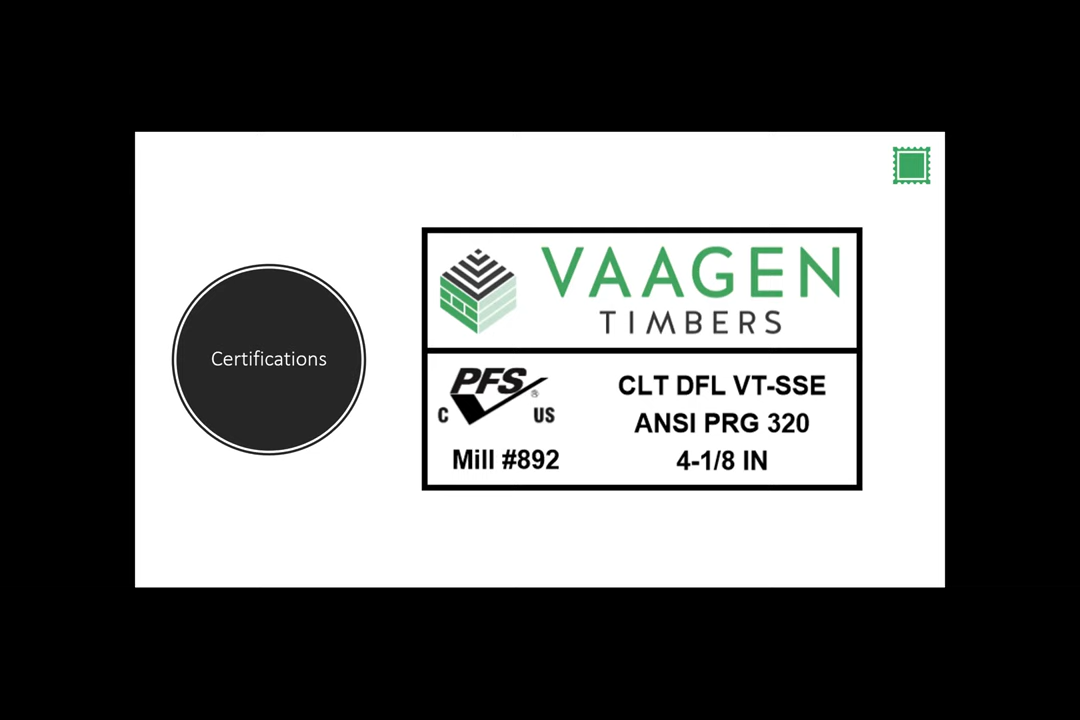 Certifications
VAAGEN
TIMBERS
PFS
®
C US
Mill #892
CLT DFL VT-SSE
ANSI PRG 320
4-1/8 IN